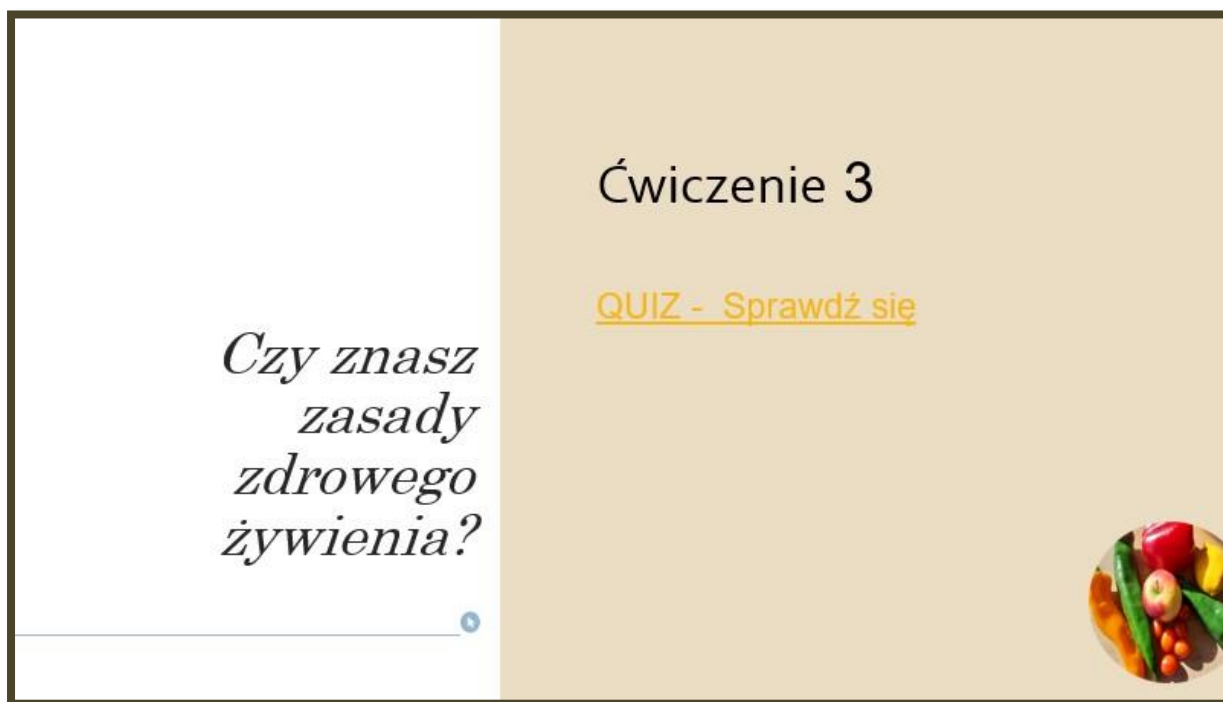 Czy znasz
zasady
zdrowego
żywienia?
Ćwiczenie 3
QUIZ -  Sprawdź się